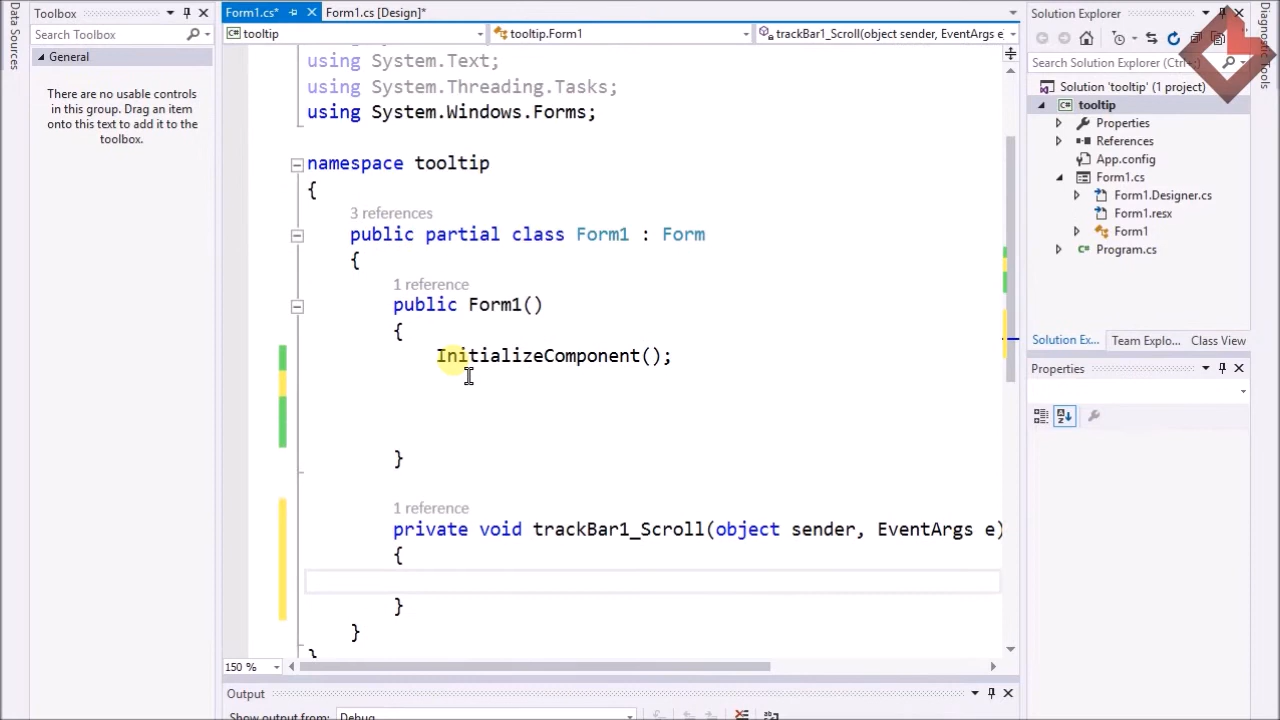 Data Sources
Toolbox
Search Toolbox
General
There are no usable controls
in this group. Drag an item
onto this text to add it to the
toolbox.
Form1.cs*
Form1.cs [Design]*
tooltip
tooltip.Form1
trackBar1_Scroll(object sender, EventArgs e
using System.Text;
using System.Threading.Tasks;
using System.Windows.Forms;
namespace tooltip
{
3 references
public partial class Form1 : Form
{
1 reference
public Form1()
{
InitializeComponent();
}
1 reference
private void trackBar1_Scroll(object sender, EventArgs e)
{
}
}
}
150 %
Output
Show output from:
Debug
Solution Explorer
Search Solution Explorer (Ctrl+
Solution 'tooltip' (1 project)
tooltip
Properties
References
App.config
Form1.cs
Form1.Designer.cs
Form1.resx
Form1
Program.cs
Solution Ex...
Team Explo...
Class View
Properties
Diagnostic Tools